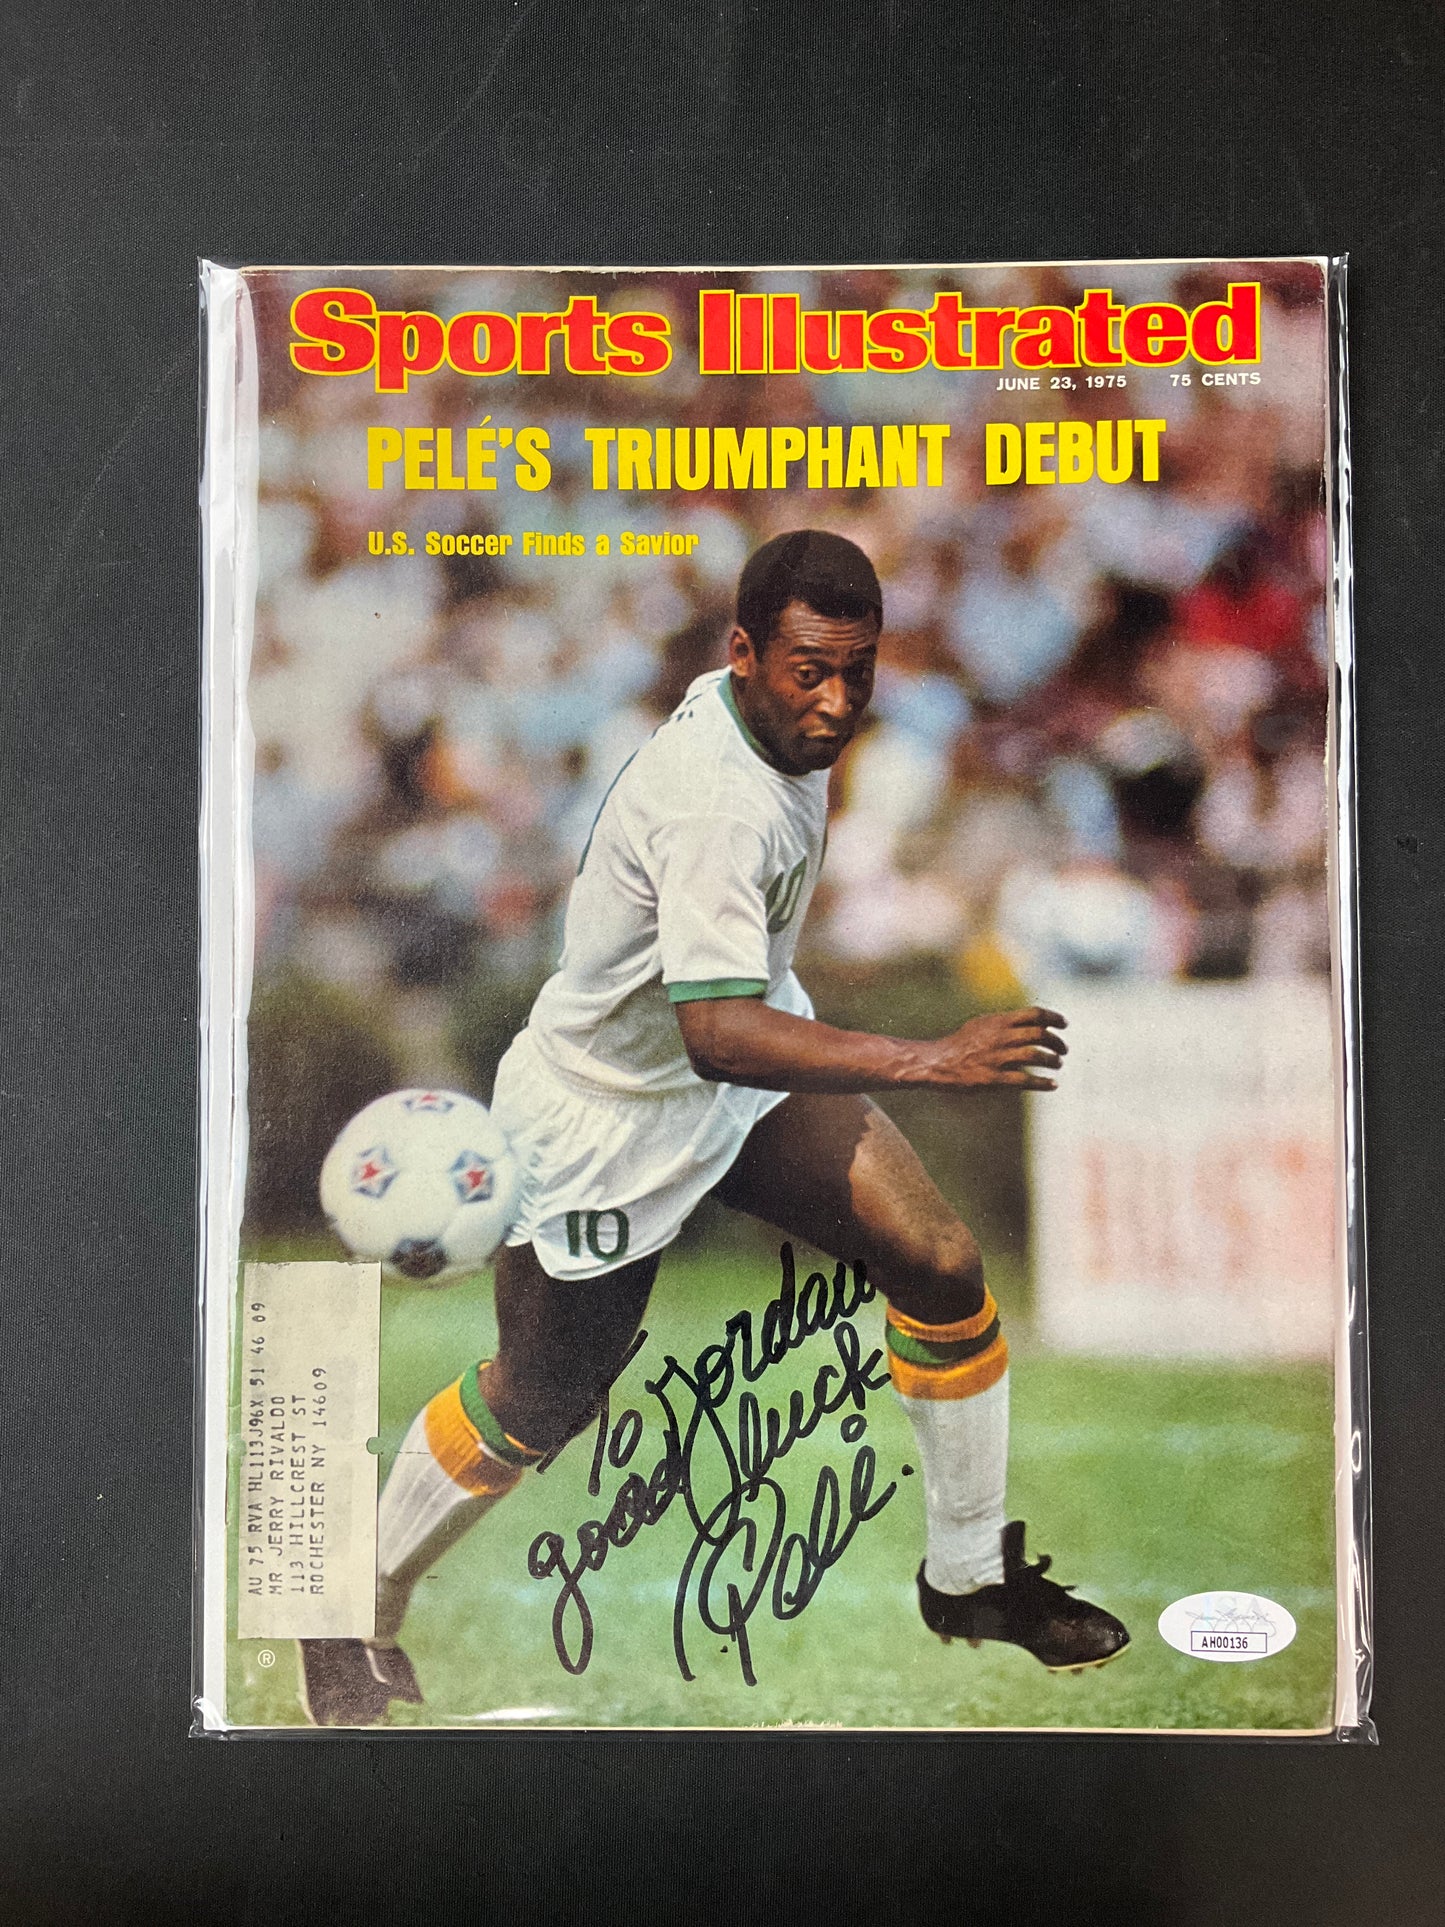 Sports Illustrated
JUNE 23, 1975 75 CENTS
PELÉ'S TRIUMPHANT DEBUT
U.S. Soccer Finds a Savior
10
10
To Jordan
good luck
Pelé
AU 75 RVA HL113J96X 51 46 09
MR JERRY RIVALDO
113 HILLCREST ST
ROCHESTER NY 14609
®
JSA
AH00136